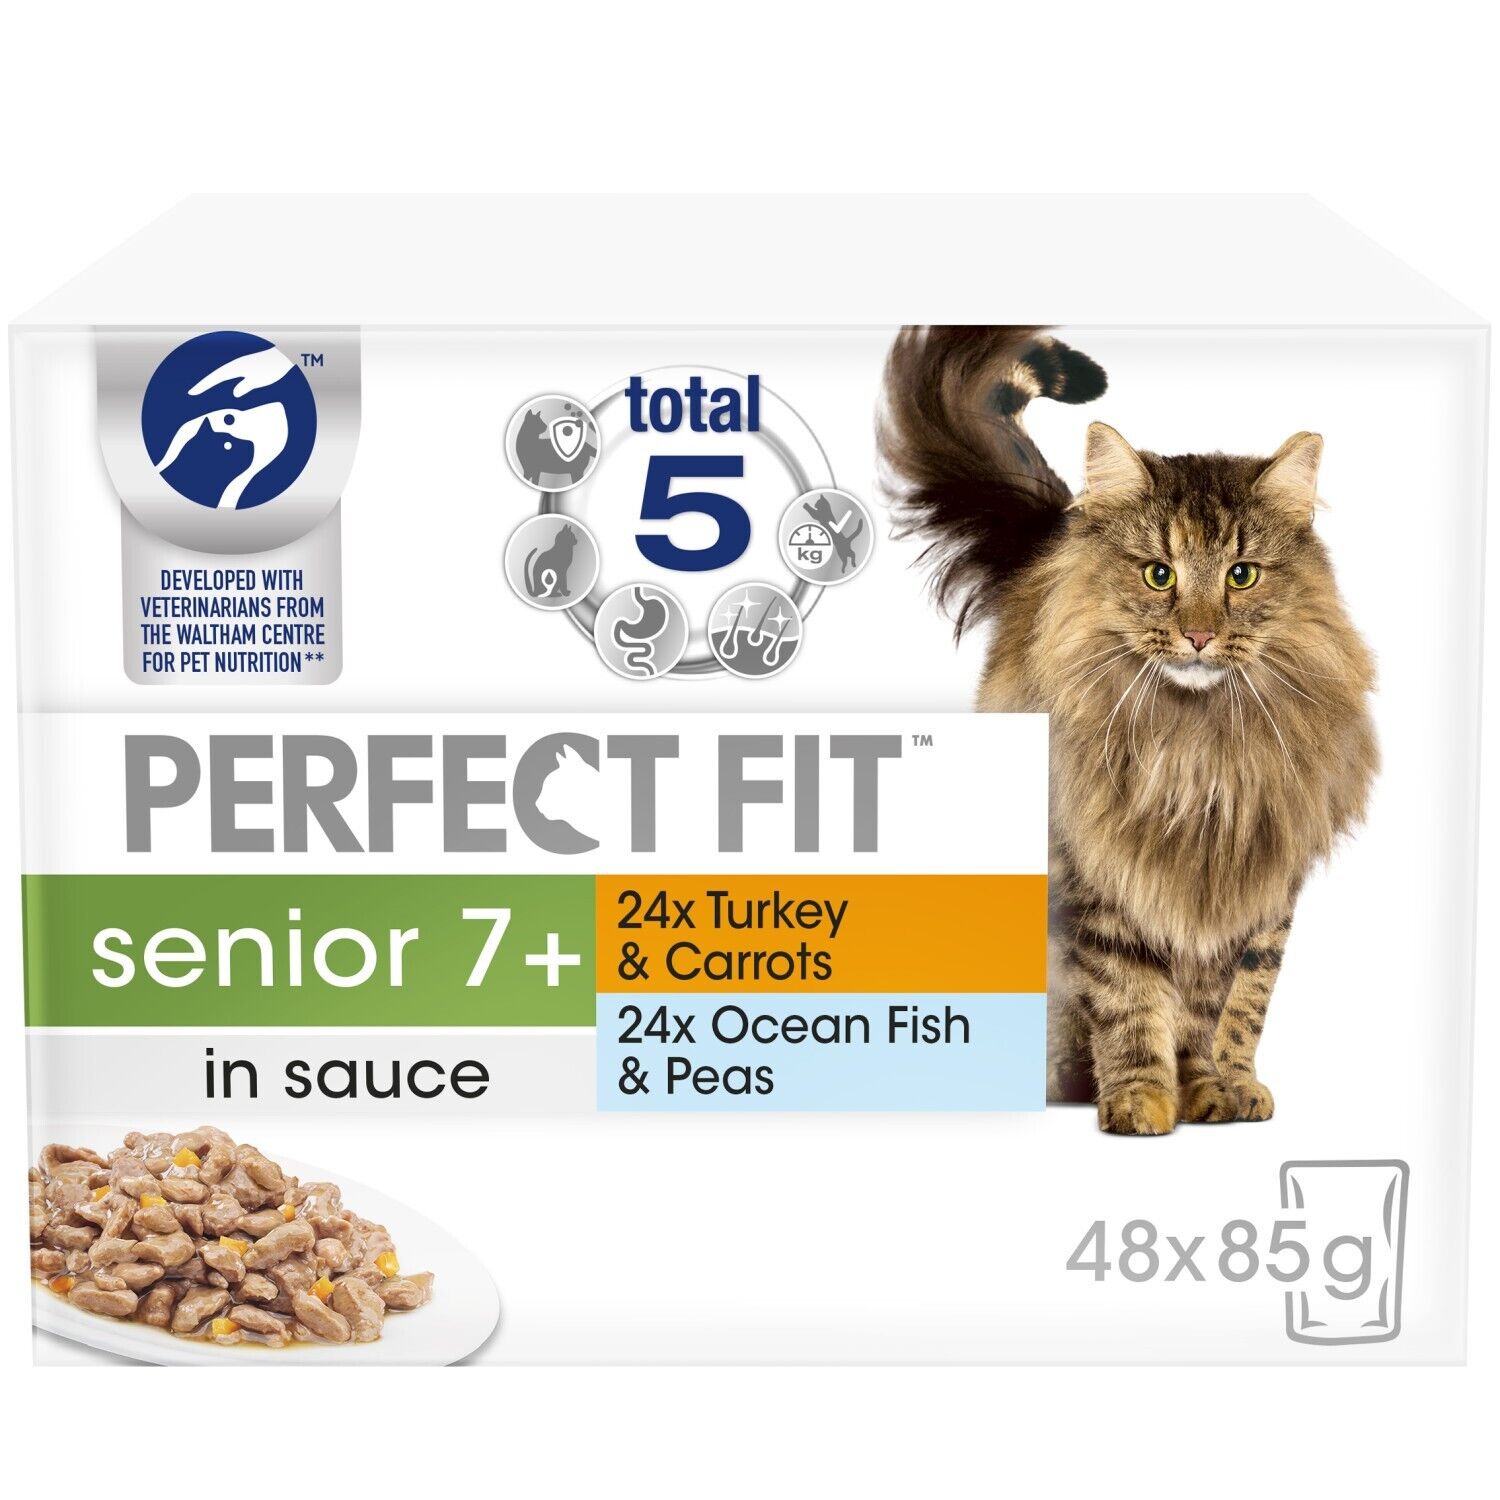 TM
DEVELOPED WITH
VETERINARIANS FROM
THE WALTHAM CENTRE
FOR PET NUTRITION**
total
5
kg
PERFECT FIT™
senior 7+
in sauce
24x Turkey
& Carrots
24x Ocean Fish
& Peas
48x85g